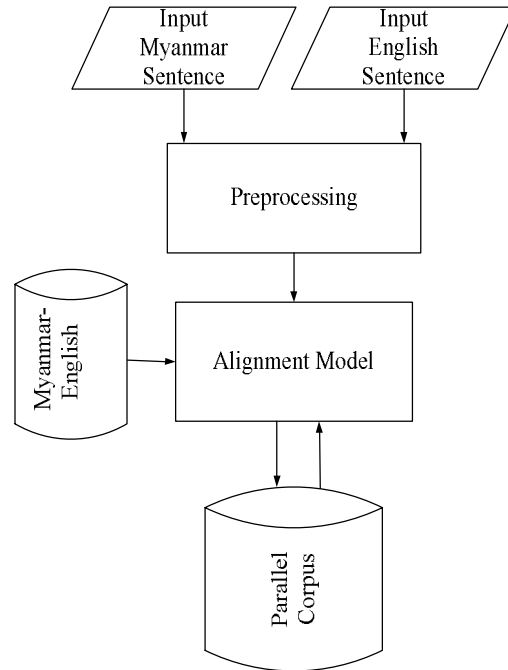 Input
Myanmar
Sentence
Input
English
Sentence
Preprocessing
Myanmar-
English
Alignment Model
Parallel
Corpus